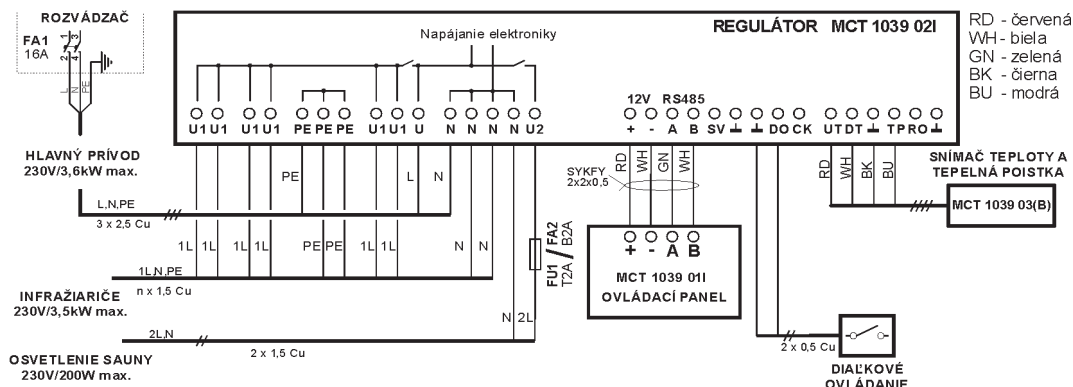 ROZVÁDZAČ
FA1
16A
1 3
2 4
L
N
PE
Napájanie elektroniky
REGULÁTOR MCT 1039 02I
RD - červená
WH - biela
GN - zelená
BK - čierna
BU - modrá
12V RS485
U1 U1 U1 U1 PE PE PE U1 U1 U N N N N U2 + - A B SV DO CK UT DT TP RO
HLAVNÝ PRÍVOD
230V/3,6kW max.
PE
L
N
SYKFY
2x2x0,5
RD
WH
GN
WH
RD
WH
BK
BU
SNÍMAČ TEPLOTY A
TEPELNÁ POISTKA
MCT 1039 03(B)
L,N,PE
3 x 2,5 Cu
1L 1L 1L 1L PE PE 1L 1L N N
FU1 / FA2
T2A / B2A
+ - A B
MCT 1039 01I
OVLÁDACÍ PANEL
1L,N,PE
n x 1,5 Cu
INFRAŽIARIČE
230V/3,5kW max.
N 2L
2L,N
2 x 1,5 Cu
OSVETLENIE SAUNY
230V/200W max.
2 x 0,5 Cu
DIAĽKOVÉ
OVLÁDANIE